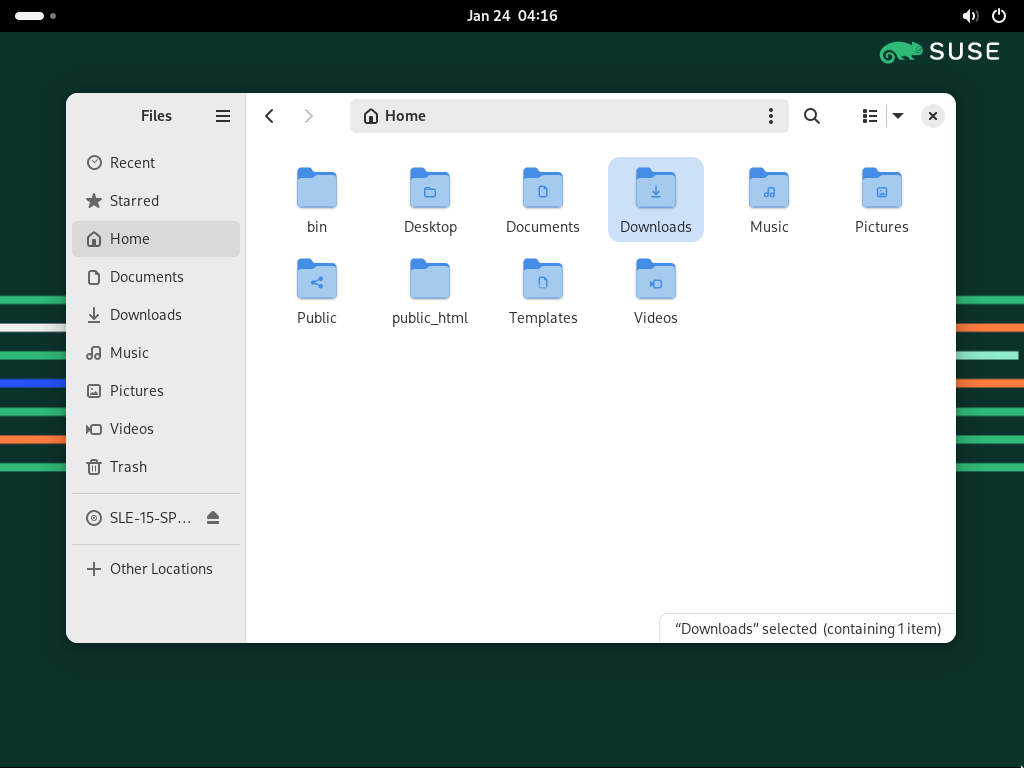 Jan 24 04:16
SUSE
Files
Home
Recent
Starred
Home
Documents
Downloads
Music
Pictures
Videos
Trash
SLE-15-SP…
Other Locations
bin Desktop Documents Downloads Music Pictures
Public public_html Templates Videos
“Downloads” selected (containing 1 item)